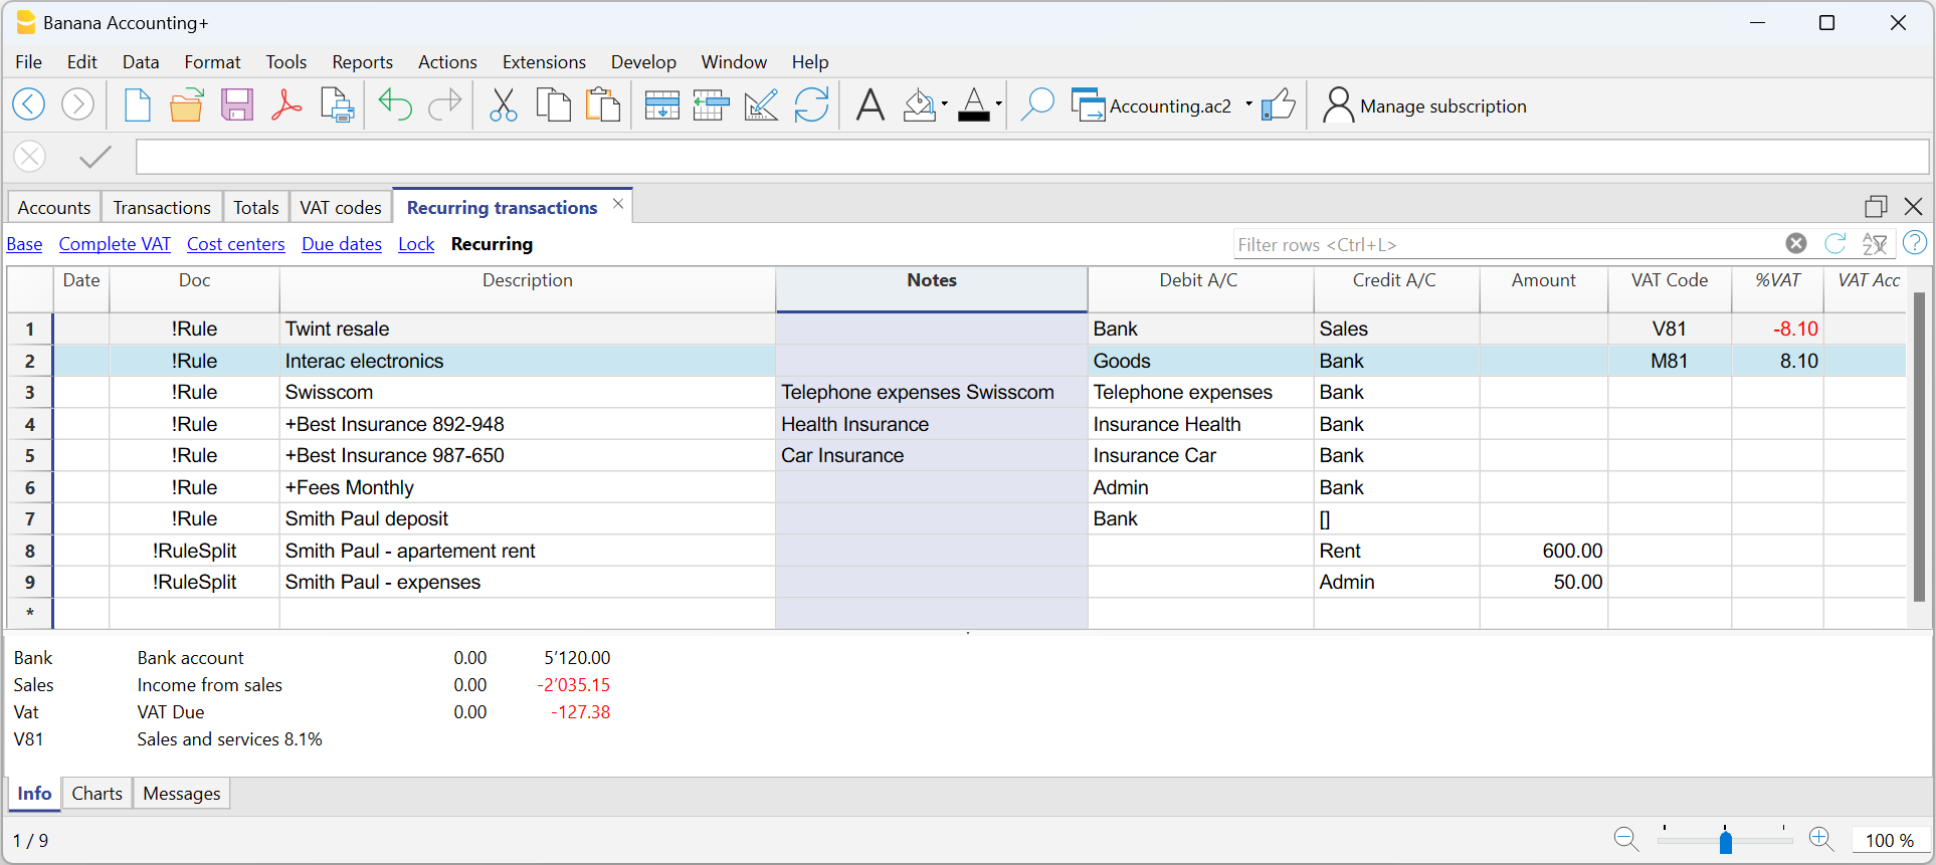 Banana Accounting+
File Edit Data Format Tools Reports Actions Extensions Develop Window Help
Accounting.ac2 Manage subscription
Accounts Transactions Totals VAT codes Recurring transactions
Base Complete VAT Cost centers Due dates Lock Recurring Filter rows <Ctrl+L>
Date Doc Description Notes Debit A/C Credit A/C Amount VAT Code %VAT VAT Acc
1 !Rule Twint resale Bank Sales V81 -8.10
2 !Rule Interac electronics Goods Bank M81 8.10
3 !Rule Swisscom Telephone expenses Swisscom Telephone expenses Bank
4 !Rule +Best Insurance 892-948 Health Insurance Insurance Health Bank
5 !Rule +Best Insurance 987-650 Car Insurance Insurance Car Bank
6 !Rule +Fees Monthly Admin Bank
7 !Rule Smith Paul deposit Bank []
8 !RuleSplit Smith Paul - apartement rent Rent 600.00
9 !RuleSplit Smith Paul - expenses Admin 50.00
*
Bank Bank account 0.00 5’120.00
Sales Income from sales 0.00 -2’035.15
Vat VAT Due 0.00 -127.38
V81 Sales and services 8.1%
Info Charts Messages
1 / 9 100 %